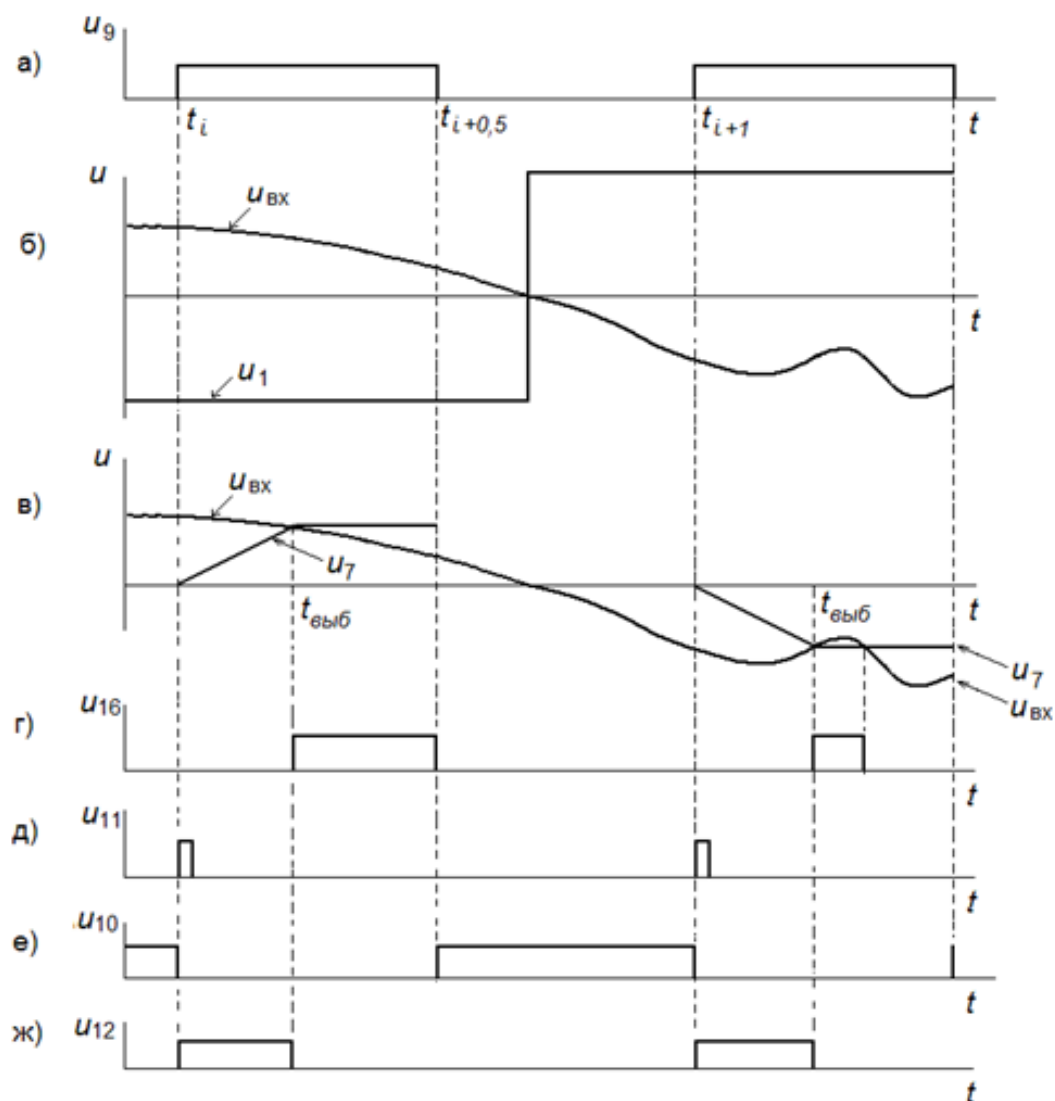 u9
а)
ti
ti+0,5
ti+1
t
u
uвх
б)
t
u1
u
uвх
в)
u7
tвыб
tвыб
t
u7
uвх
u16
г)
t
u11
д)
t
u10
е)
t
u12
ж)
t